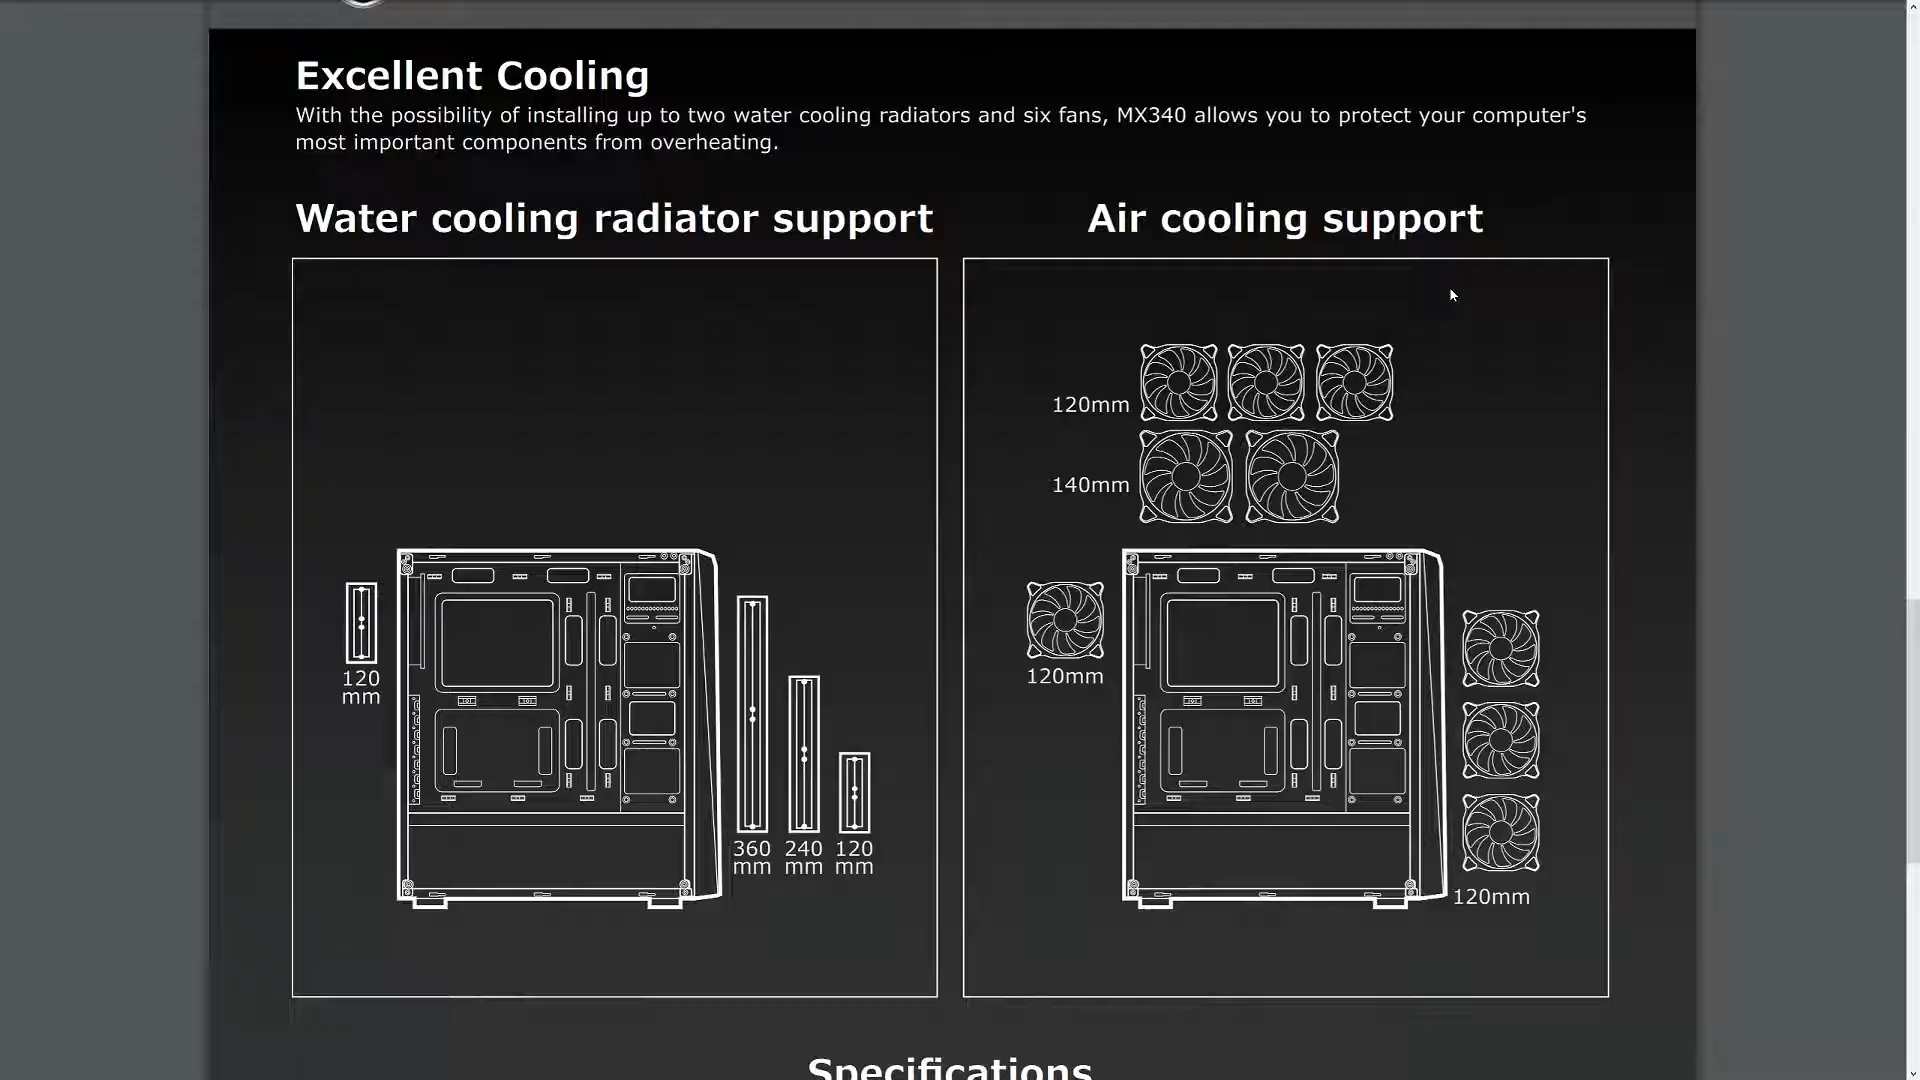 Excellent Cooling
With the possibility of installing up to two water cooling radiators and six fans, MX340 allows you to protect your computer's
most important components from overheating.
Water cooling radiator support
Air cooling support
120
mm
360
mm
240
mm
120
mm
120mm
140mm
120mm
120mm
Specifications